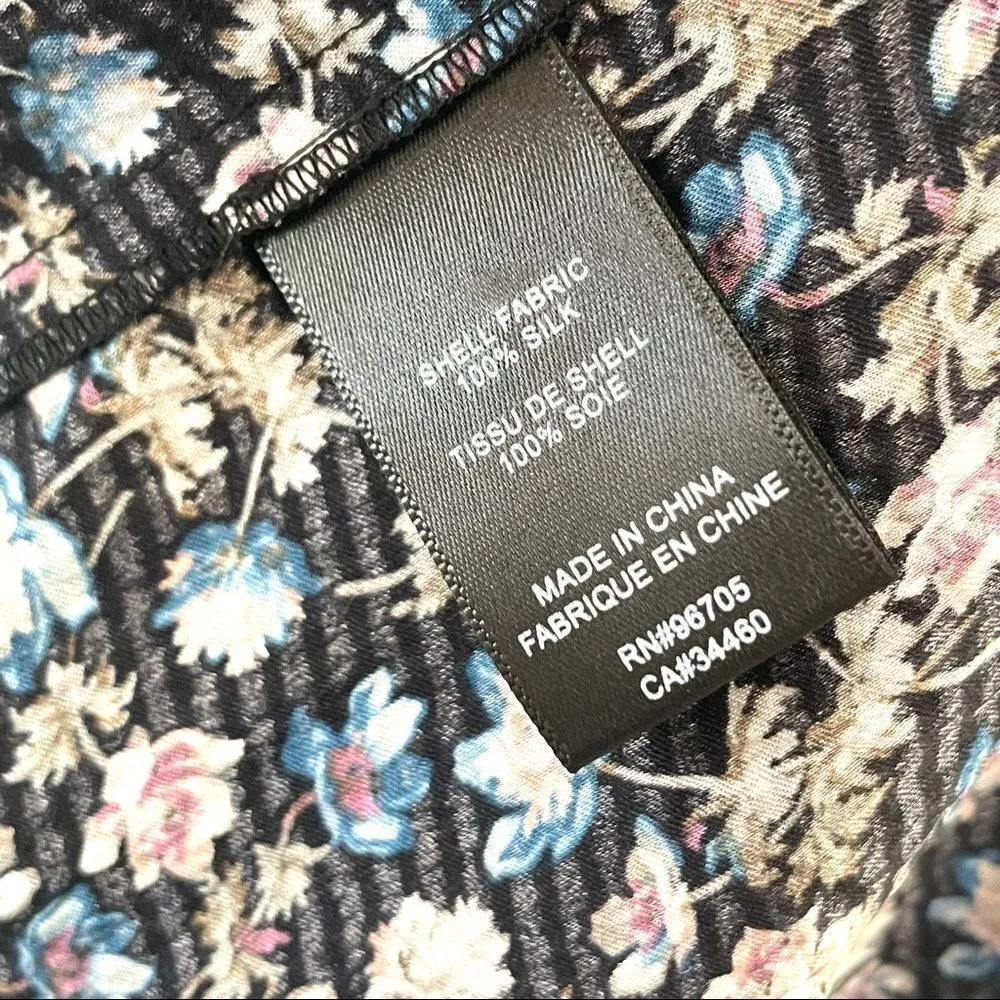 SHELL FABRIC
100% SILK
TISSU DE SHELL
100% SOIE
MADE IN CHINA
FABRIQUE EN CHINE
RN#96705
CA#34460